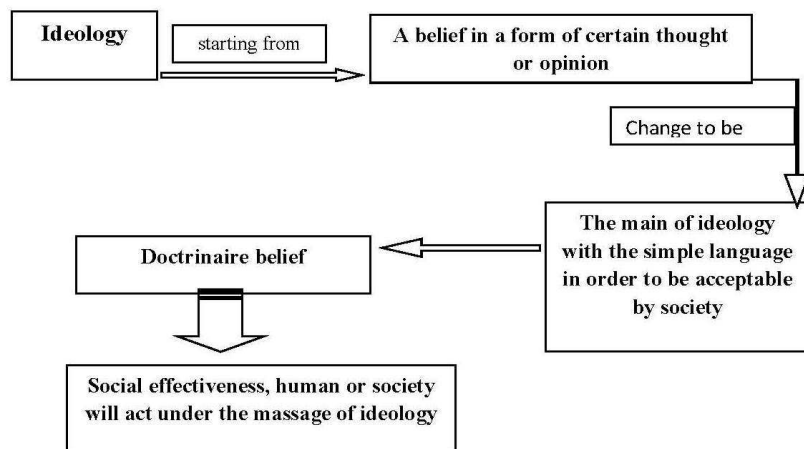 Ideology
starting from
A belief in a form of certain thought
or opinion
Change to be
The main of ideology
with the simple language
in order to be acceptable
by society
Doctrinaire belief
Social effectiveness, human or society
will act under the massage of ideology